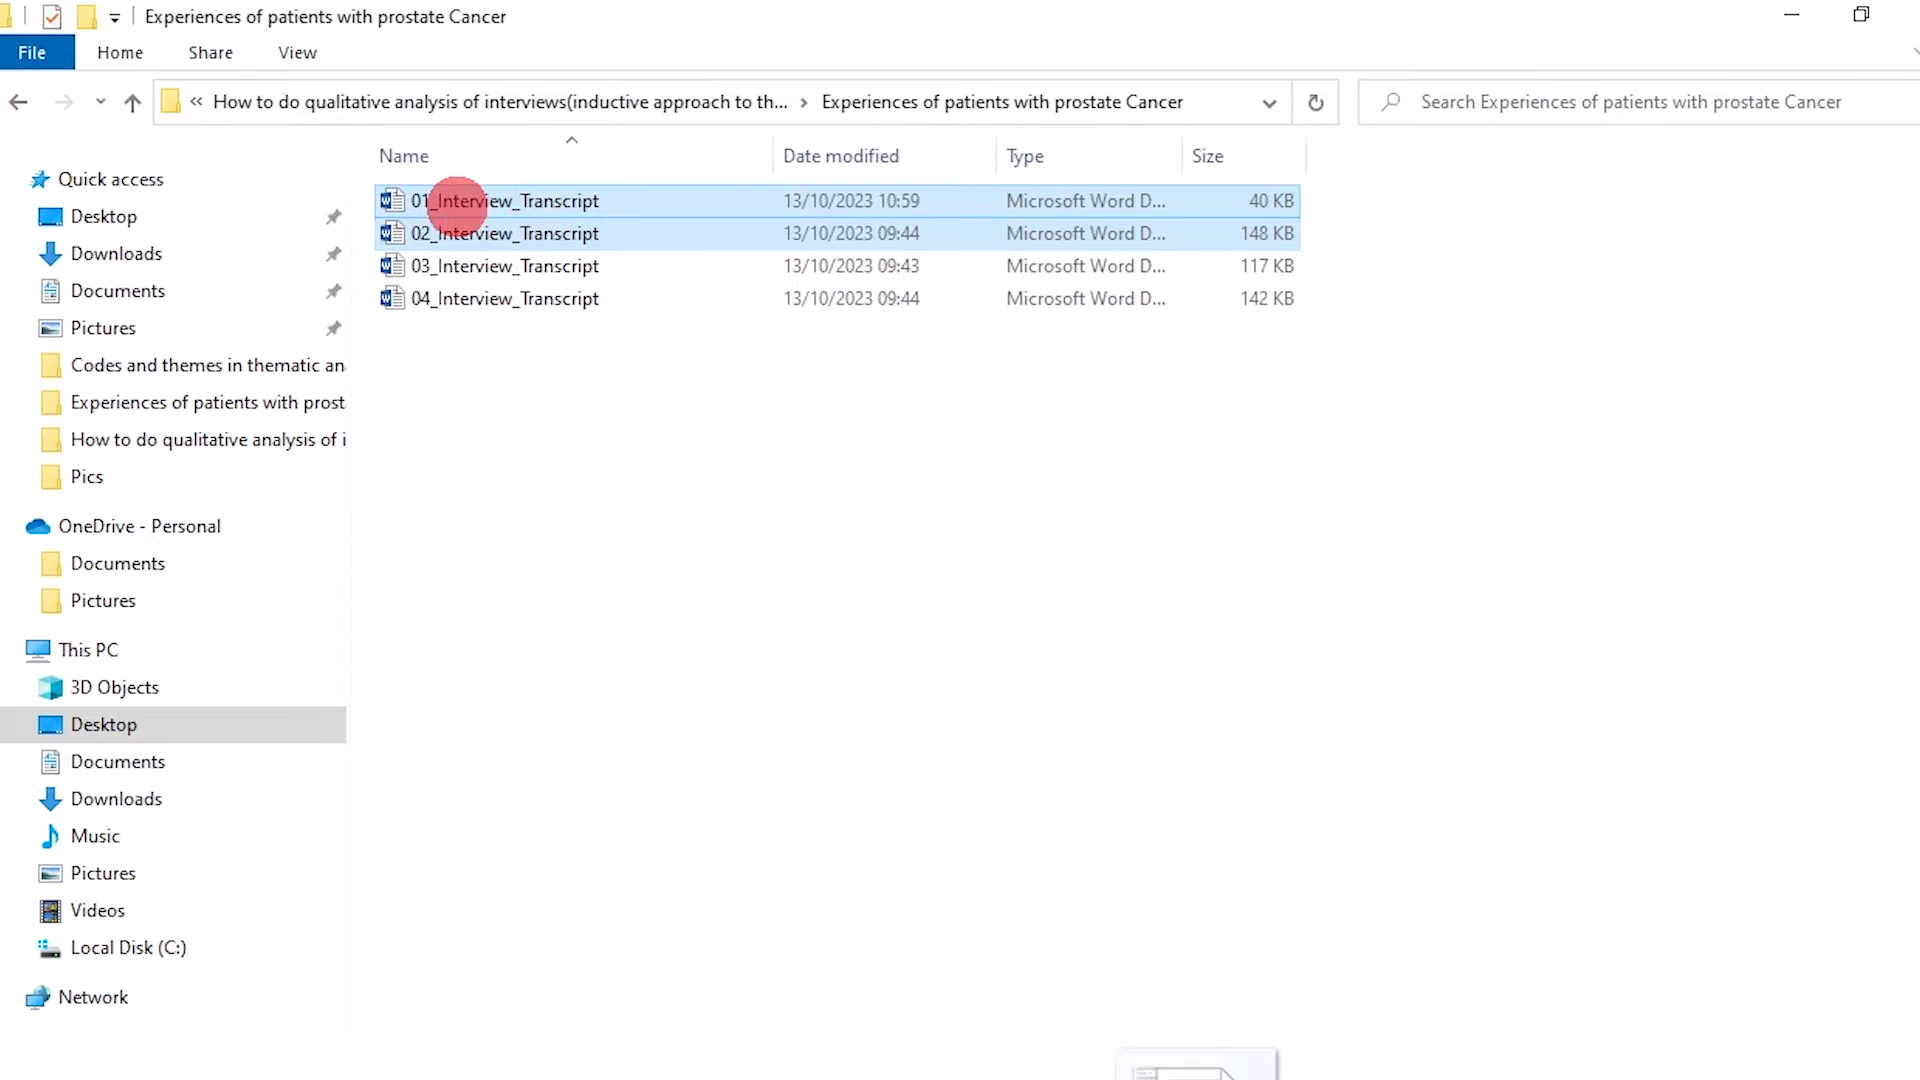 Experiences of patients with prostate Cancer
File Home Share View
« How to do qualitative analysis of interviews(inductive approach to th... › Experiences of patients with prostate Cancer
Search Experiences of patients with prostate Cancer
Name Date modified Type Size
01_Interview_Transcript 13/10/2023 10:59 Microsoft Word D... 40 KB
02_Interview_Transcript 13/10/2023 09:44 Microsoft Word D... 148 KB
03_Interview_Transcript 13/10/2023 09:43 Microsoft Word D... 117 KB
04_Interview_Transcript 13/10/2023 09:44 Microsoft Word D... 142 KB
Quick access
Desktop
Downloads
Documents
Pictures
Codes and themes in thematic an
Experiences of patients with prost
How to do qualitative analysis of i
Pics
OneDrive - Personal
Documents
Pictures
This PC
3D Objects
Desktop
Documents
Downloads
Music
Pictures
Videos
Local Disk (C:)
Network